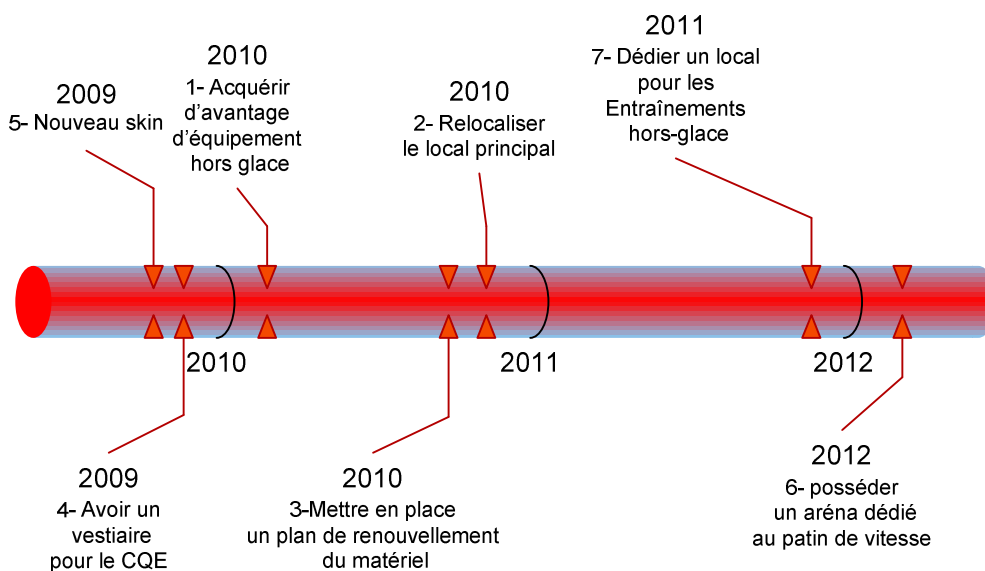 2009
5- Nouveau skin
2010
1- Acquérir
d'avantage
d'équipement
hors glace
2010
2- Relocaliser
le local principal
2011
7- Dédier un local
pour les
Entraînements
hors-glace
2010
2011
2012
2009
4- Avoir un
vestiaire
pour le CQE
2010
3-Mettre en place
un plan de renouvellement
du matériel
2012
6- posséder
un aréna dédié
au patin de vitesse